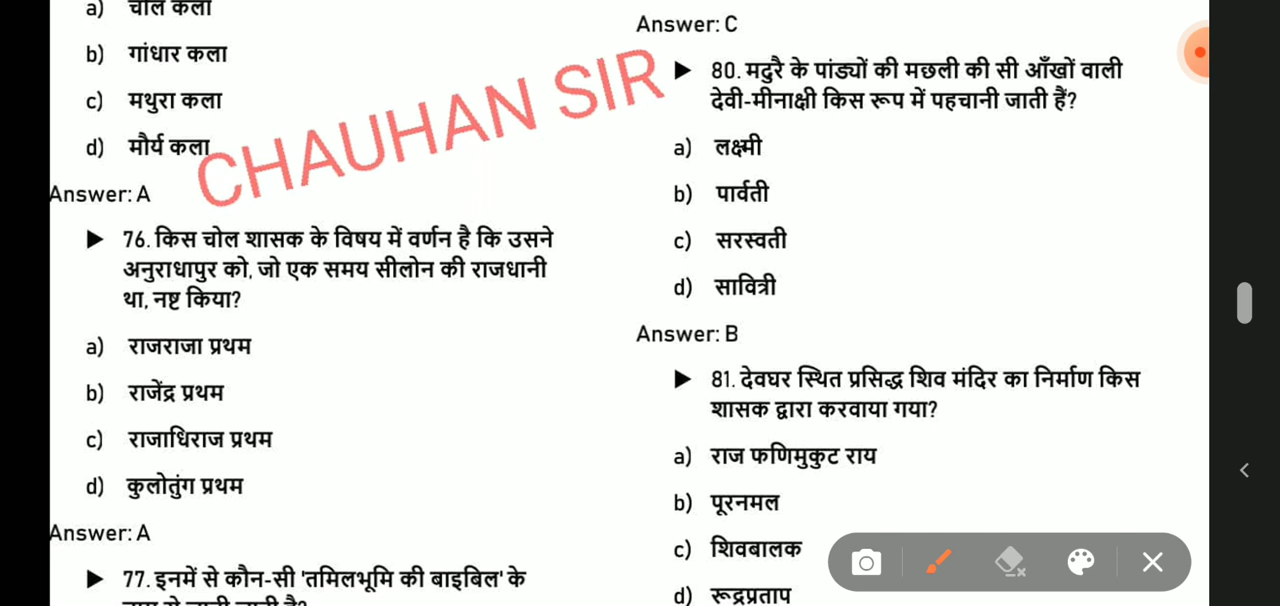 a) चोल कला
b) गांधार कला
c) मथुरा कला
d) मौर्य कला
Answer: A
▶ 76. किस चोल शासक के विषय में वर्णन है कि उसने
अनुराधापुर को, जो एक समय सीलोन की राजधानी
था, नष्ट किया?
a) राजराजा प्रथम
b) राजेंद्र प्रथम
c) राजाधिराज प्रथम
d) कुलोतुंग प्रथम
Answer: A
▶ 77. इनमें से कौन-सी 'तमिलभूमि की बाइबिल' के
CHAUHAN SIR
Answer: C
▶ 80. मदुरै के पांड्यों की मछली की सी आँखों वाली
देवी-मीनाक्षी किस रूप में पहचानी जाती हैं?
a) लक्ष्मी
b) पार्वती
c) सरस्वती
d) सावित्री
Answer: B
▶ 81. देवघर स्थित प्रसिद्ध शिव मंदिर का निर्माण किस
शासक द्वारा करवाया गया?
a) राज फणिमुकुट राय
b) पूरनमल
c) शिवबालक
d) रूद्रप्रताप